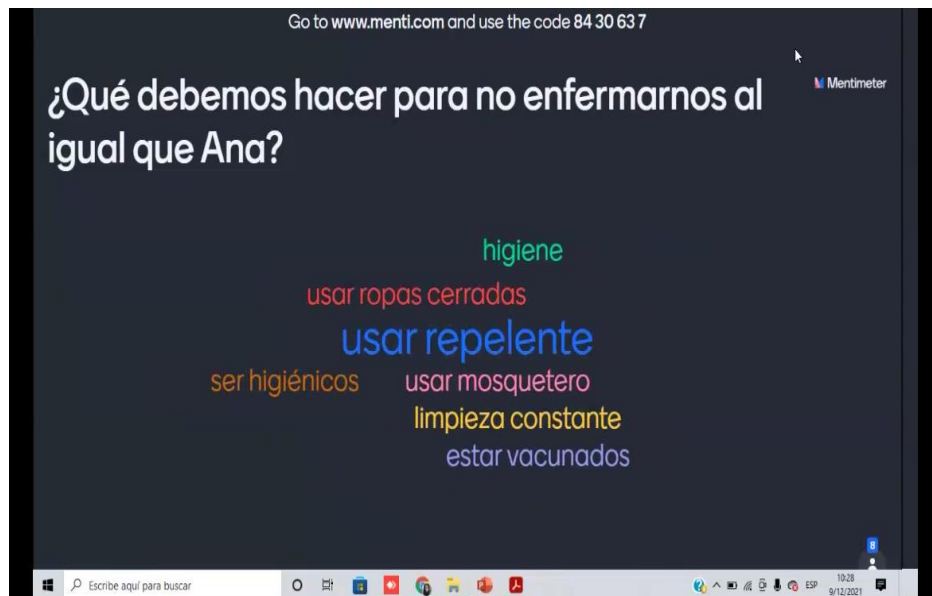 Go to www.menti.com and use the code 84 30 63 7
Mentimeter
¿Qué debemos hacer para no enfermarnos al
igual que Ana?
higiene
usar ropas cerradas
usar repelente
ser higiénicos usar mosquetero
limpieza constante
estar vacunados
8
Escribe aquí para buscar
ESP
10:28
9/12/2021